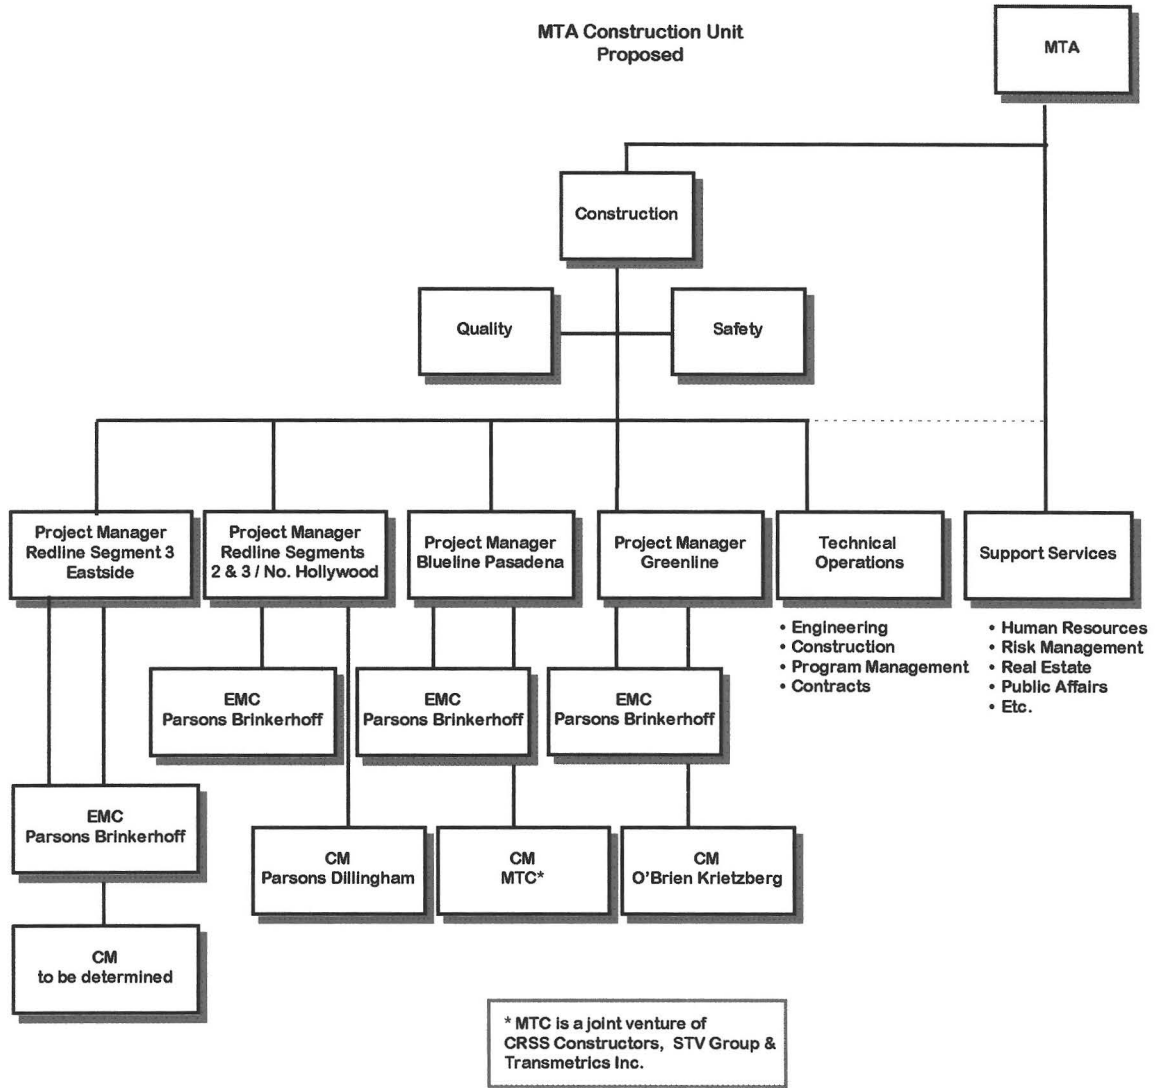 MTA Construction Unit
Proposed
MTA
Construction
Quality
Safety
Project Manager
Redline Segment 3
Eastside
Project Manager
Redline Segments
2 & 3 / No. Hollywood
Project Manager
Blueline Pasadena
Project Manager
Greenline
Technical
Operations
Support Services
• Engineering
• Construction
• Program Management
• Contracts
• Human Resources
• Risk Management
• Real Estate
• Public Affairs
• Etc.
EMC
Parsons Brinkerhoff
EMC
Parsons Brinkerhoff
EMC
Parsons Brinkerhoff
EMC
Parsons Brinkerhoff
CM
Parsons Dillingham
CM
MTC*
CM
O'Brien Krietzberg
CM
to be determined
* MTC is a joint venture of
CRSS Constructors, STV Group &
Transmetrics Inc.